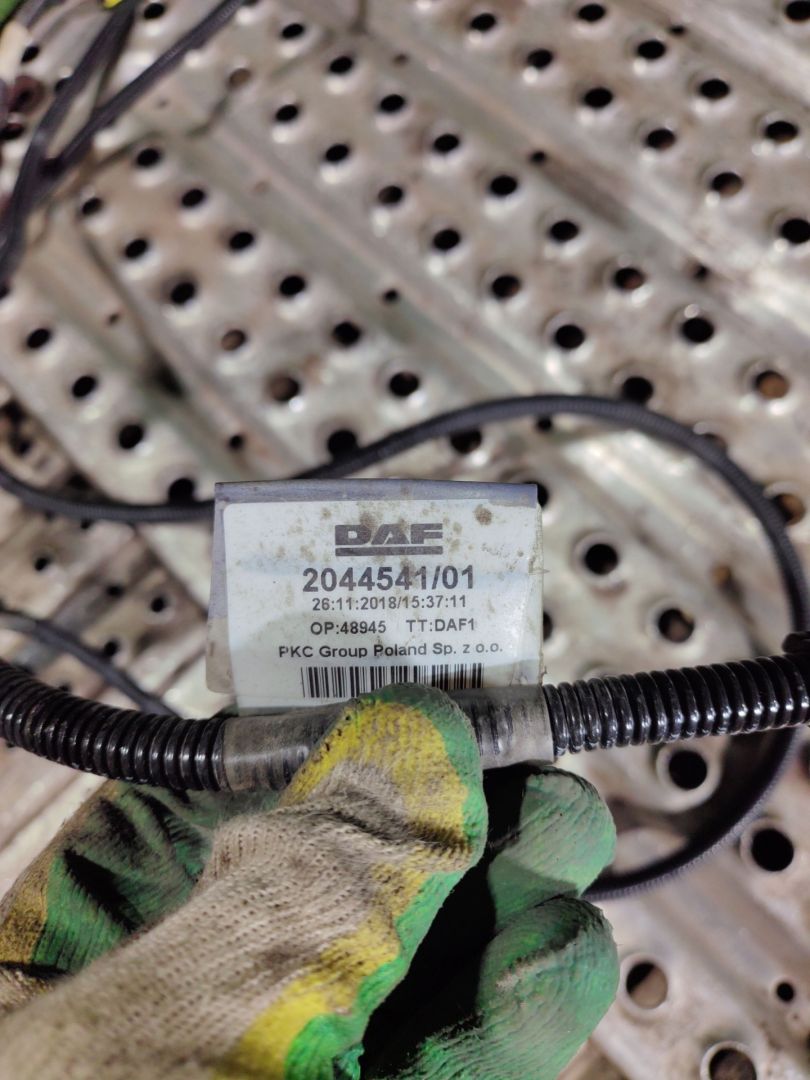 DAF
2044541/01
26:11:2018/15:37:11
OP:48945 TT:DAF1
PKC Group Poland Sp. z o.o.